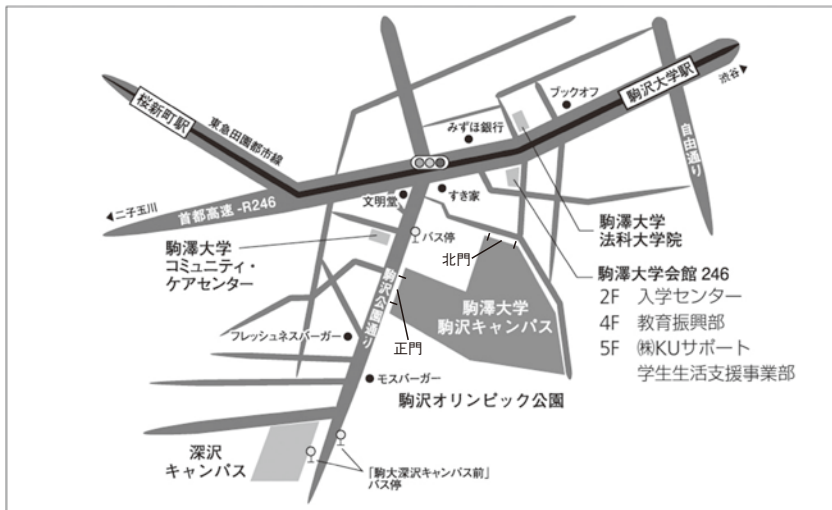 渋谷
駒沢大学駅
ブックオフ
桜新町駅
東急田園都市線
みずほ銀行
自由通り
二子玉川
首都高速-R246
文明堂
すき家
駒澤大学
法科大学院
バス停
駒澤大学
コミュニティ・
ケアセンター
北門
駒澤大学会館 246
2F 入学センター
4F 教育振興部
5F ㈱KUサポート
学生生活支援事業部
駒沢公園通り
駒澤大学
駒沢キャンパス
フレッシュネスバーガー
正門
モスバーガー
駒沢オリンピック公園
深沢
キャンパス
「駒大深沢キャンパス前」
バス停